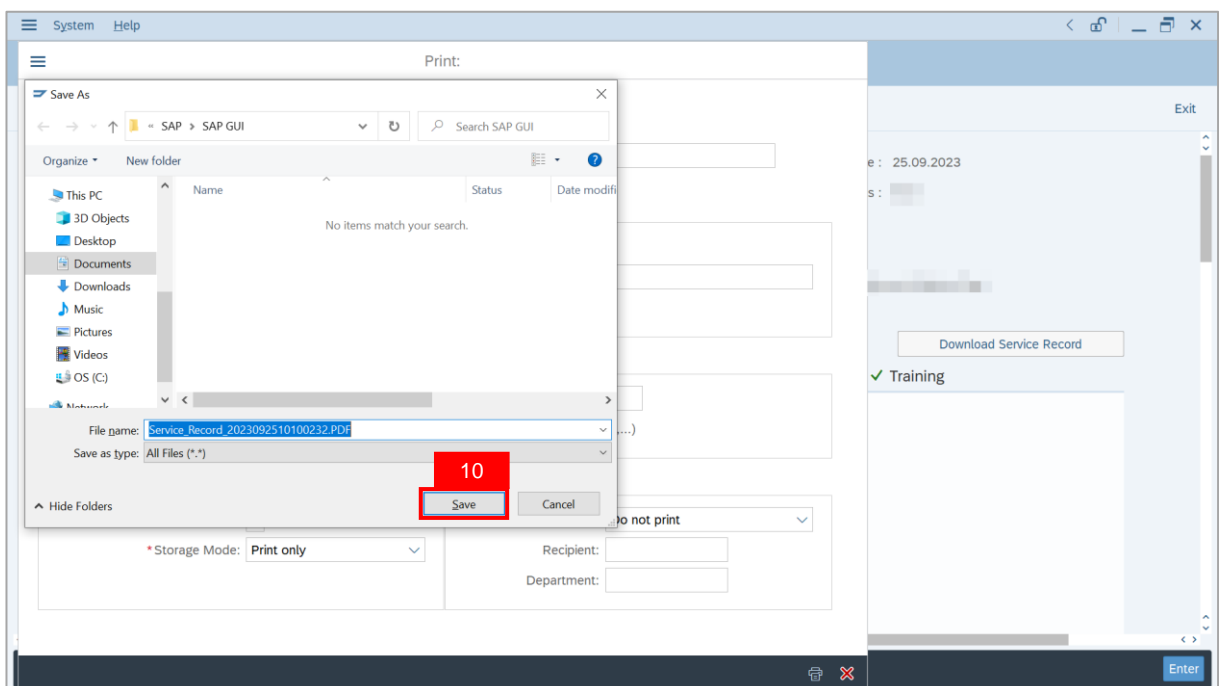 System Help
Print:
Save As
« SAP > SAP GUI
Search SAP GUI
Exit
Organize
New folder
e : 25.09.2023
This PC
Name
Status
Date modifi
s :
3D Objects
No items match your search.
Desktop
Documents
Downloads
Music
Pictures
Download Service Record
Videos
OS (C:)
Training
Network
File name: Service_Record_2023092510100232.PDF
,...)
Save as type: All Files (*.*)
10
Hide Folders
Save
Cancel
Do not print
* Storage Mode: Print only
Recipient:
Department:
Enter